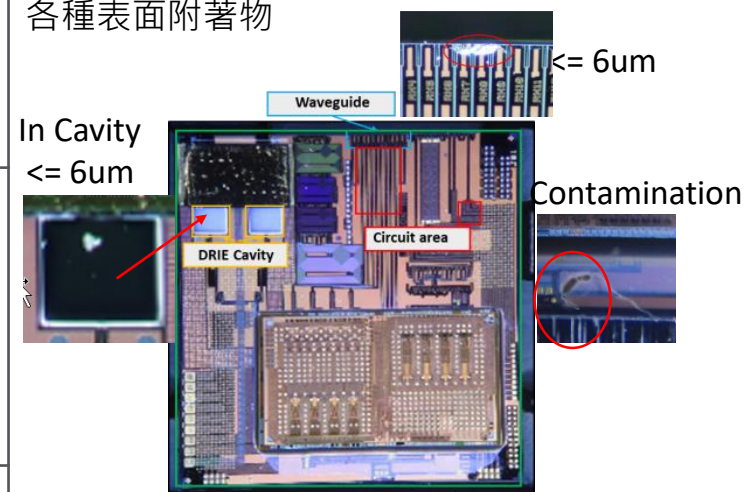 各種表面附著物
<= 6um
Waveguide
In Cavity
<= 6um
Contamination
Circuit area
DRIE Cavity